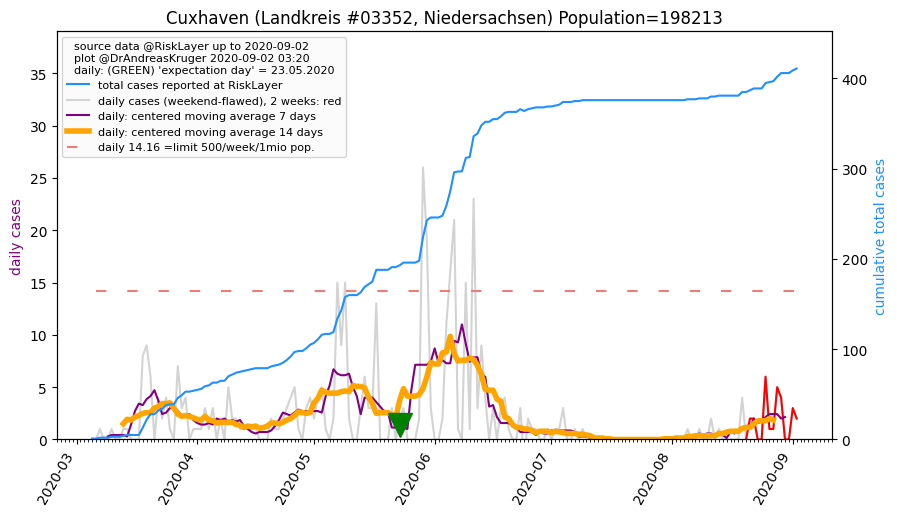 Cuxhaven (Landkreis #03352, Niedersachsen) Population=198213
source data @RiskLayer up to 2020-09-02
plot @DrAndreasKruger 2020-09-02 03:20
daily: (GREEN) 'expectation day' = 23.05.2020
total cases reported at RiskLayer
daily cases (weekend-flawed), 2 weeks: red
daily: centered moving average 7 days
daily: centered moving average 14 days
daily 14.16 =limit 500/week/1mio pop.
daily cases
35
30
25
20
15
10
5
0
cumulative total cases
400
300
200
100
0
2020-03
2020-04
2020-05
2020-06
2020-07
2020-08
2020-09